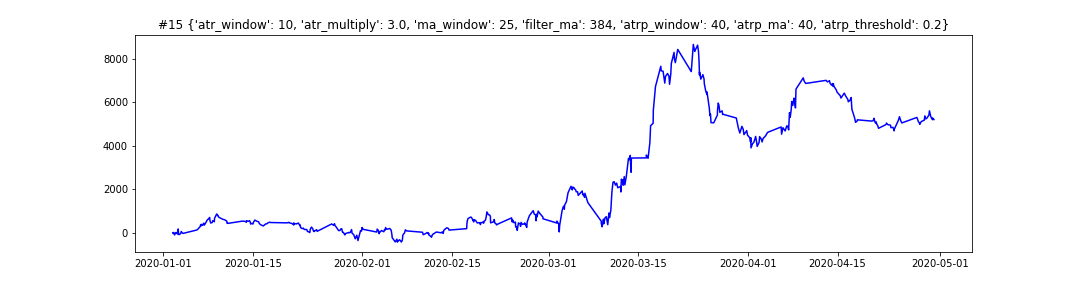 #15 {'atr_window': 10, 'atr_multiply': 3.0, 'ma_window': 25, 'filter_ma': 384, 'atrp_window': 40, 'atrp_ma': 40, 'atrp_threshold': 0.2}
8000
6000
4000
2000
0
2020-01-01 2020-01-15 2020-02-01 2020-02-15 2020-03-01 2020-03-15 2020-04-01 2020-04-15 2020-05-01